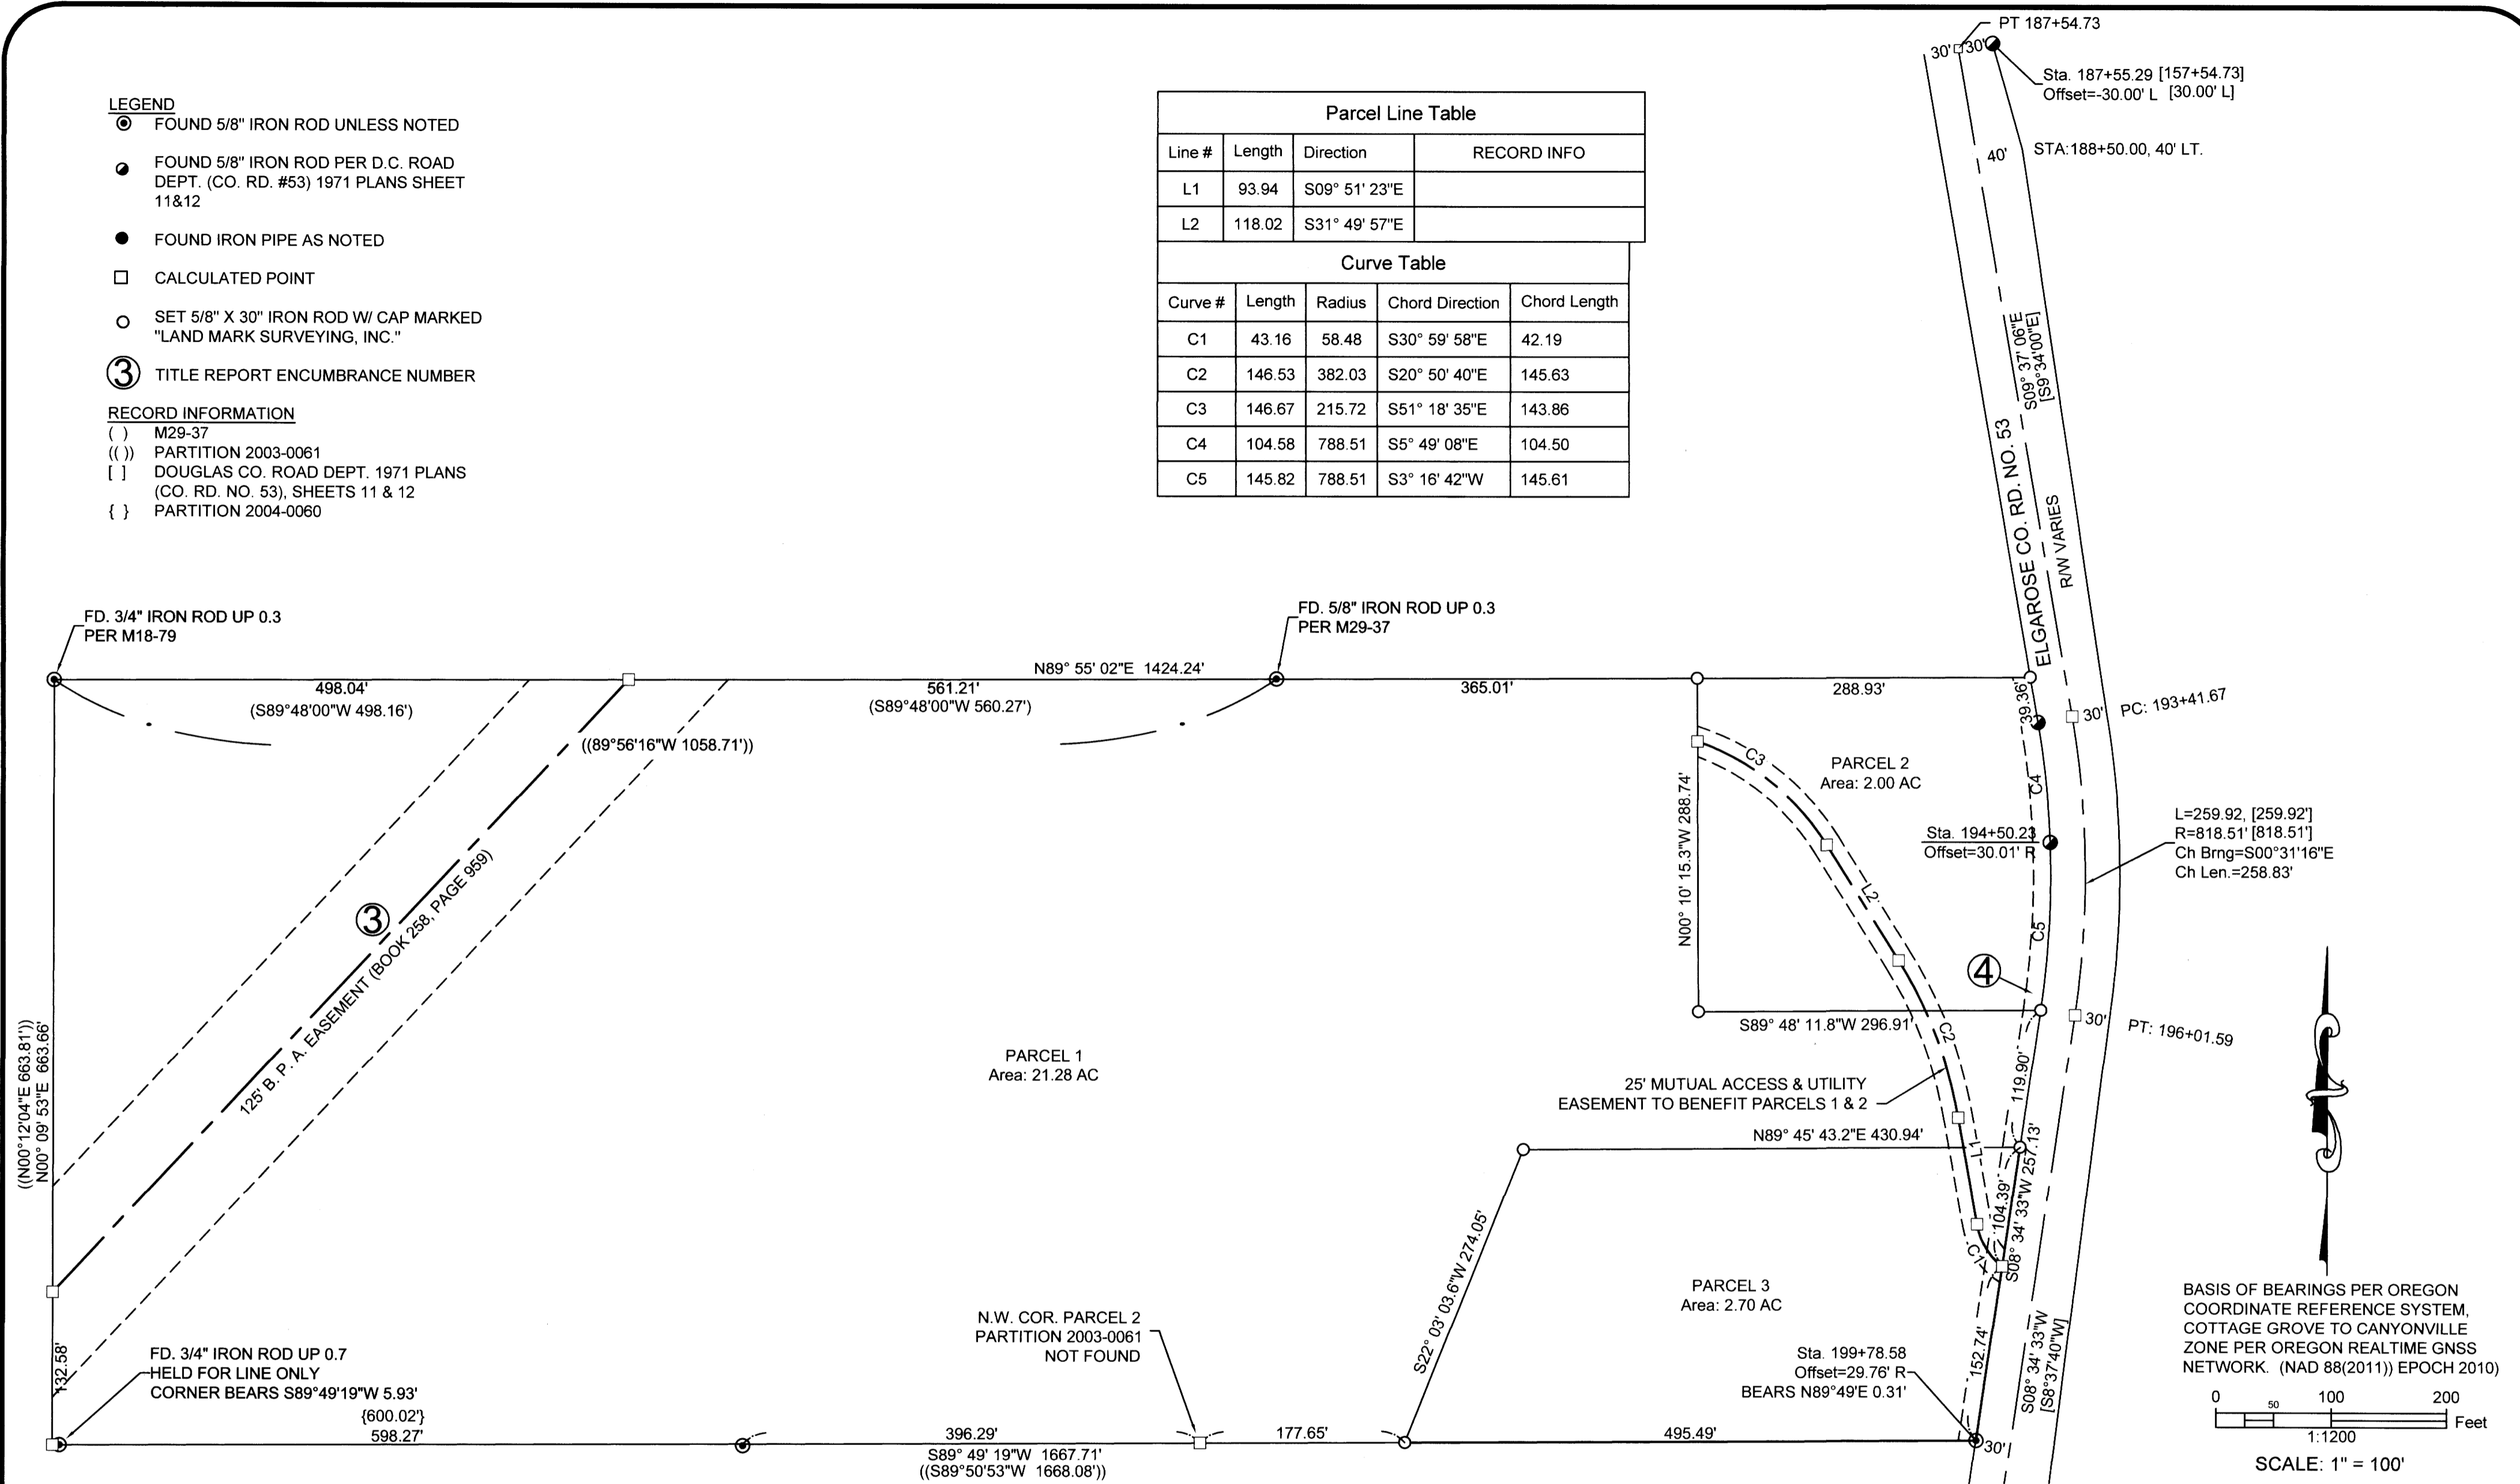 LEGEND
FOUND 5/8" IRON ROD UNLESS NOTED
FOUND 5/8" IRON ROD PER D.C. ROAD
DEPT. (CO. RD. #53) 1971 PLANS SHEET
11&12
FOUND IRON PIPE AS NOTED
CALCULATED POINT
SET 5/8" X 30" IRON ROD W/ CAP MARKED
"LAND MARK SURVEYING, INC."
3 TITLE REPORT ENCUMBRANCE NUMBER
RECORD INFORMATION
( ) M29-37
(( )) PARTITION 2003-0061
[ ] DOUGLAS CO. ROAD DEPT. 1971 PLANS
(CO. RD. NO. 53), SHEETS 11 & 12
{ } PARTITION 2004-0060
Parcel Line Table
Line # Length Direction RECORD INFO
L1 93.94 S09° 51' 23"E
L2 118.02 S31° 49' 57"E
Curve Table
Curve # Length Radius Chord Direction Chord Length
C1 43.16 58.48 S30° 59' 58"E 42.19
C2 146.53 382.03 S20° 50' 40"E 145.63
C3 146.67 215.72 S51° 18' 35"E 143.86
C4 104.58 788.51 S5° 49' 08"E 104.50
C5 145.82 788.51 S3° 16' 42"W 145.61
PT 187+54.73
30' 30'
Sta. 187+55.29 [157+54.73]
Offset=-30.00' L [30.00' L]
40'
STA:188+50.00, 40' LT.
S09° 37' 06"E
[S9°34'00"E]
ELGAROSE CO. RD. NO. 53
R/W VARIES
FD. 3/4" IRON ROD UP 0.3
PER M18-79
FD. 5/8" IRON ROD UP 0.3
PER M29-37
N89° 55' 02"E 1424.24'
498.04'
(S89°48'00"W 498.16')
561.21'
(S89°48'00"W 560.27')
365.01'
288.93'
((89°56'16"W 1058.71'))
39.36'
30'
PC: 193+41.67
C3
PARCEL 2
Area: 2.00 AC
C4
N00° 10' 15.3"W 288.74'
Sta. 194+50.23
Offset=30.01' R
L=259.92, [259.92']
R=818.51' [818.51']
Ch Brng=S00°31'16"E
Ch Len.=258.83'
L2
C5
3
125' B. P. A. EASEMENT (BOOK 258, PAGE 959)
4
S89° 48' 11.8"W 296.91'
C2
30'
PT: 196+01.59
((N00°12'04"E 663.81'))
N00° 09' 53"E 663.66'
PARCEL 1
Area: 21.28 AC
25' MUTUAL ACCESS & UTILITY
EASEMENT TO BENEFIT PARCELS 1 & 2
119.90'
N89° 45' 43.2"E 430.94'
L1
104.39'
S08° 34' 33"W 257.13'
C1
S22° 03' 03.6"W 274.05'
PARCEL 3
Area: 2.70 AC
N.W. COR. PARCEL 2
PARTITION 2003-0061
NOT FOUND
132.58'
FD. 3/4" IRON ROD UP 0.7
HELD FOR LINE ONLY
CORNER BEARS S89°49'19"W 5.93'
{600.02'}
598.27'
396.29'
177.65'
S89° 49' 19"W 1667.71'
((S89°50'53"W 1668.08'))
495.49'
Sta. 199+78.58
Offset=29.76' R
BEARS N89°49'E 0.31'
152.74'
S08° 34' 33"W
[S8°37'40"W]
30'
BASIS OF BEARINGS PER OREGON
COORDINATE REFERENCE SYSTEM,
COTTAGE GROVE TO CANYONVILLE
ZONE PER OREGON REALTIME GNSS
NETWORK. (NAD 88(2011)) EPOCH 2010)
0 50 100 200
Feet
1:1200
SCALE: 1" = 100'